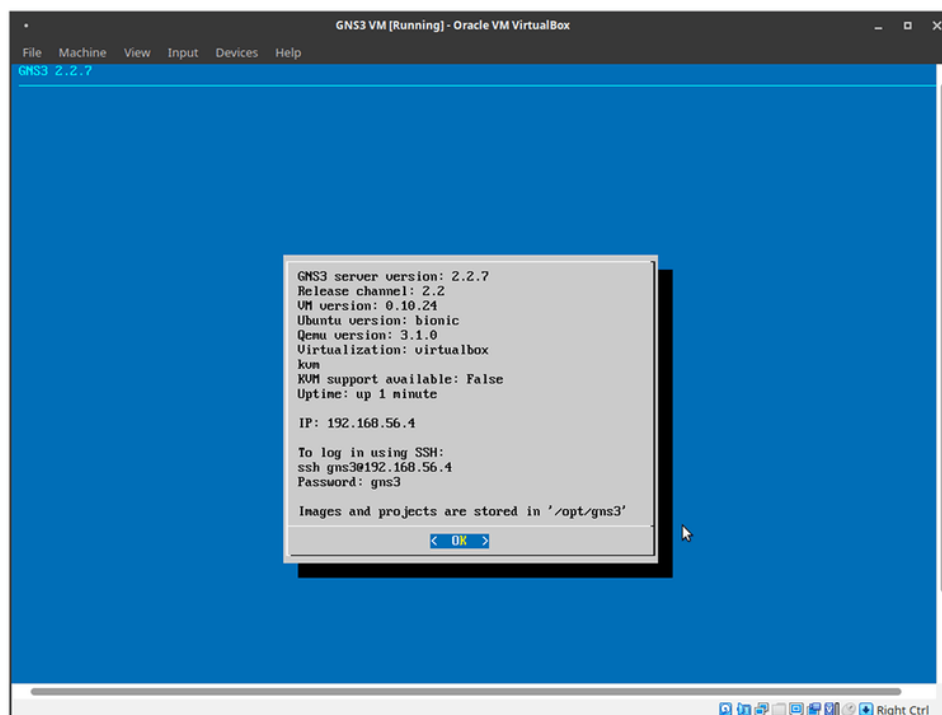 GNS3 VM [Running] - Oracle VM VirtualBox
File Machine View Input Devices Help
GNS3 2.2.7
GNS3 server version: 2.2.7
Release channel: 2.2
VM version: 0.10.24
Ubuntu version: bionic
Qemu version: 3.1.0
Virtualization: virtualbox
kvm
KVM support available: False
Uptime: up 1 minute
IP: 192.168.56.4
To log in using SSH:
ssh gns3@192.168.56.4
Password: gns3
Images and projects are stored in '/opt/gns3'
< OK >
Right Ctrl